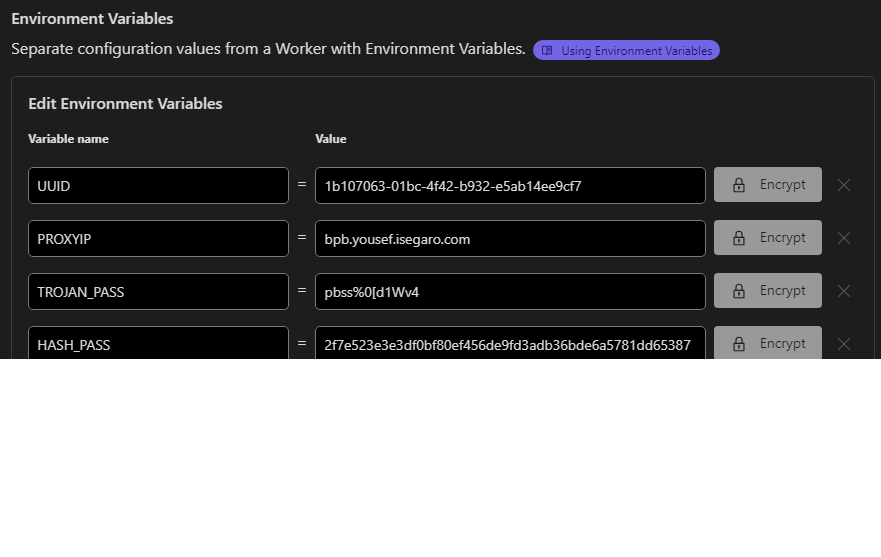 Environment Variables
Separate configuration values from a Worker with Environment Variables. Using Environment Variables
Edit Environment Variables
Variable name Value
UUID = 1b107063-01bc-4f42-b932-e5ab14ee9cf7 Encrypt
PROXYIP = bpb.yousef.isegaro.com Encrypt
TROJAN_PASS = pbss%0[d1Wv4 Encrypt
HASH_PASS = 2f7e523e3e3df0bf80ef456de9fd3adb36bde6a5781dd65387 Encrypt